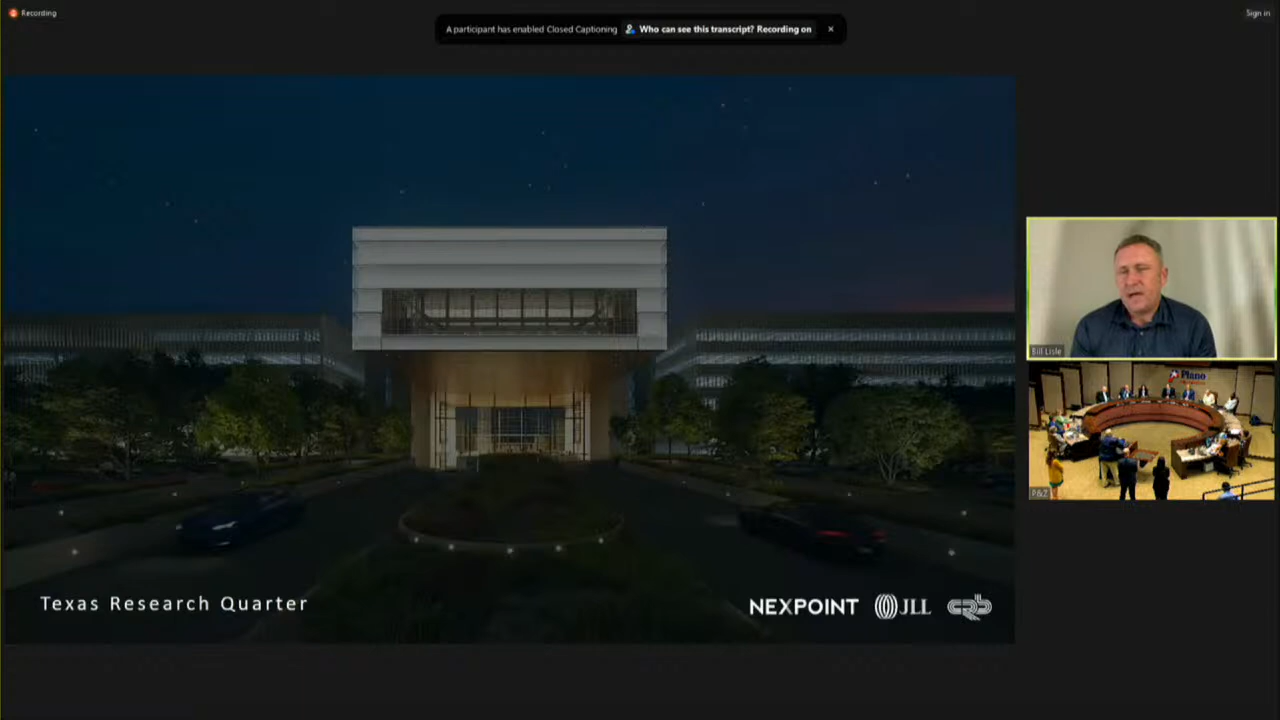 Recording
A participant has enabled Closed Captioning Who can see this transcript? Recording on
Sign in
Bill Lisle
Plano
P&Z
Texas Research Quarter
NEXPOINT JLL CRB